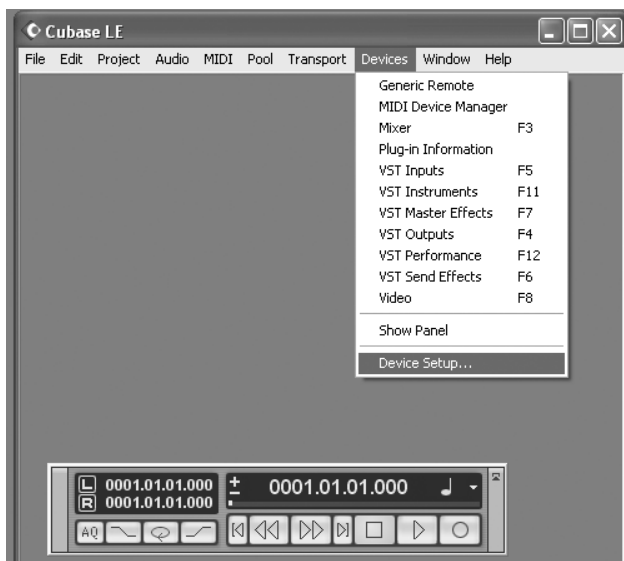 Cubase LE
File Edit Project Audio MIDI Pool Transport Devices Window Help
Generic Remote
MIDI Device Manager
Mixer F3
Plug-in Information
VST Inputs F5
VST Instruments F11
VST Master Effects F7
VST Outputs F4
VST Performance F12
VST Send Effects F6
Video F8
Show Panel
Device Setup...
L 0001.01.01.000
R 0001.01.01.000
0001.01.01.000
AQ